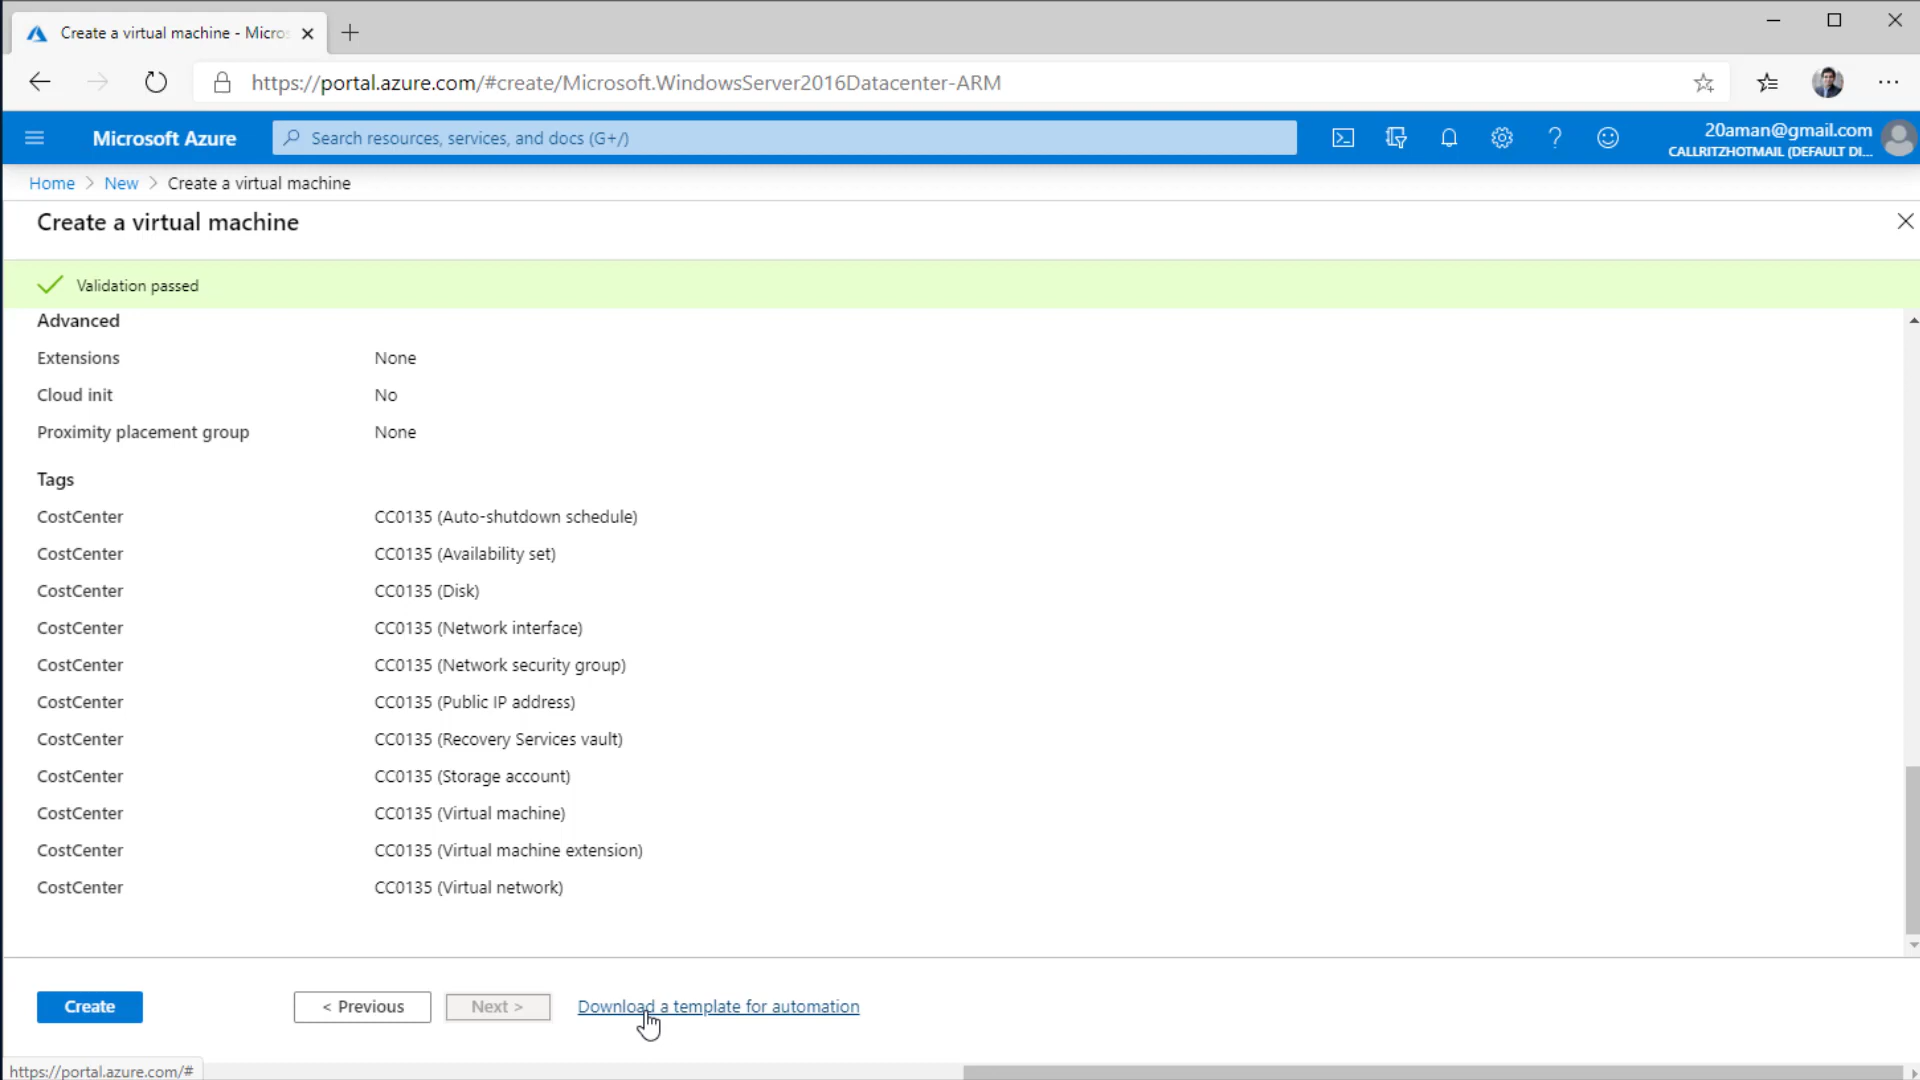 Create a virtual machine - Micros
https://portal.azure.com/#create/Microsoft.WindowsServer2016Datacenter-ARM
Microsoft Azure
Search resources, services, and docs (G+/)
20aman@gmail.com
CALLRITZHOTMAIL (DEFAULT DI...
Home > New > Create a virtual machine
Create a virtual machine
Validation passed
Advanced
Extensions None
Cloud init No
Proximity placement group None
Tags
CostCenter CC0135 (Auto-shutdown schedule)
CostCenter CC0135 (Availability set)
CostCenter CC0135 (Disk)
CostCenter CC0135 (Network interface)
CostCenter CC0135 (Network security group)
CostCenter CC0135 (Public IP address)
CostCenter CC0135 (Recovery Services vault)
CostCenter CC0135 (Storage account)
CostCenter CC0135 (Virtual machine)
CostCenter CC0135 (Virtual machine extension)
CostCenter CC0135 (Virtual network)
Create < Previous Next > Download a template for automation
https://portal.azure.com/#